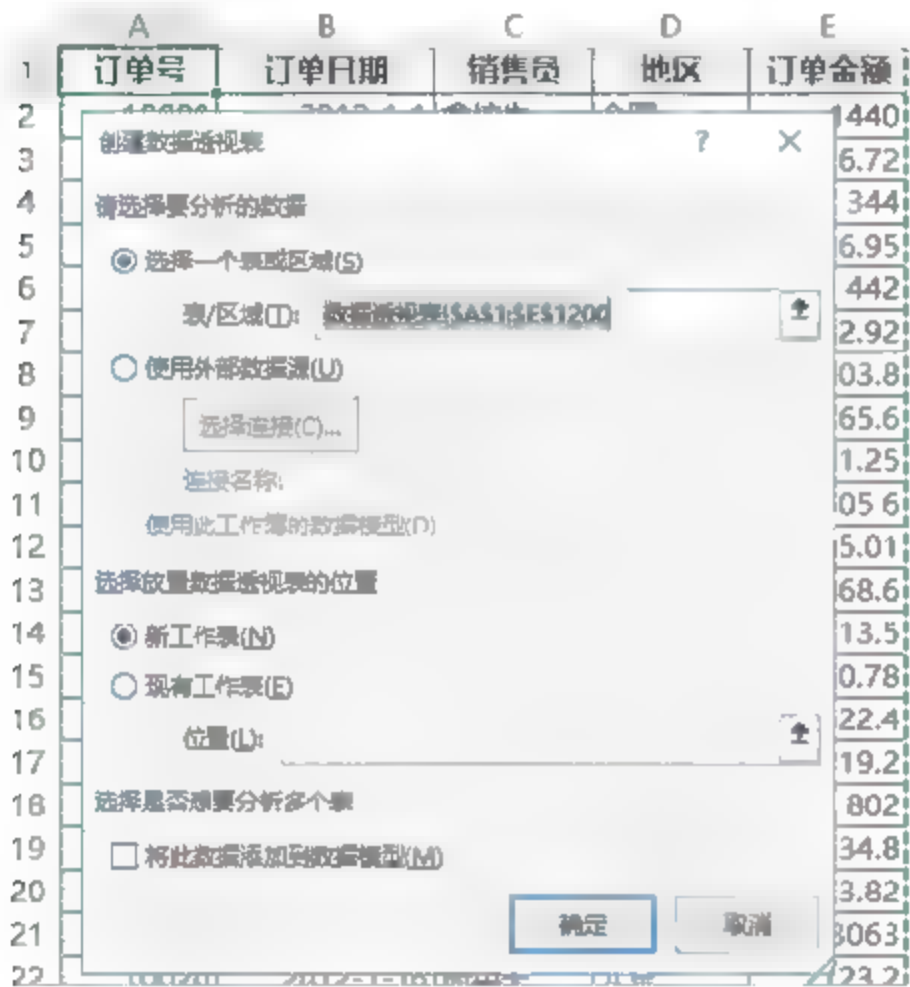 A B C D E
1 订单号 订单日期 销售员 地区 订单金额
2 1440
创建数据透视表 ? ×
3 6.72
4 请选择要分析的数据 344
5 选择一个表或区域(S) 6.95
6 442
表/区域(T): 数据透视表!$A$1:$E$1200
7 2.92
8 使用外部数据源(U) 03.8
9 选择连接(C)... 65.6
10 1.25
连接名称:
11 使用此工作簿的数据模型(D) 05.6
12 5.01
13 选择放置数据透视表的位置 68.6
14 新工作表(N) 13.5
15 现有工作表(E) 0.78
16 位置(L): 22.4
17 19.2
18 选择是否想要分析多个表 802
19 将此数据添加到数据模型(M) 34.8
20 3.82
21 确定 取消 3063
22 23.2